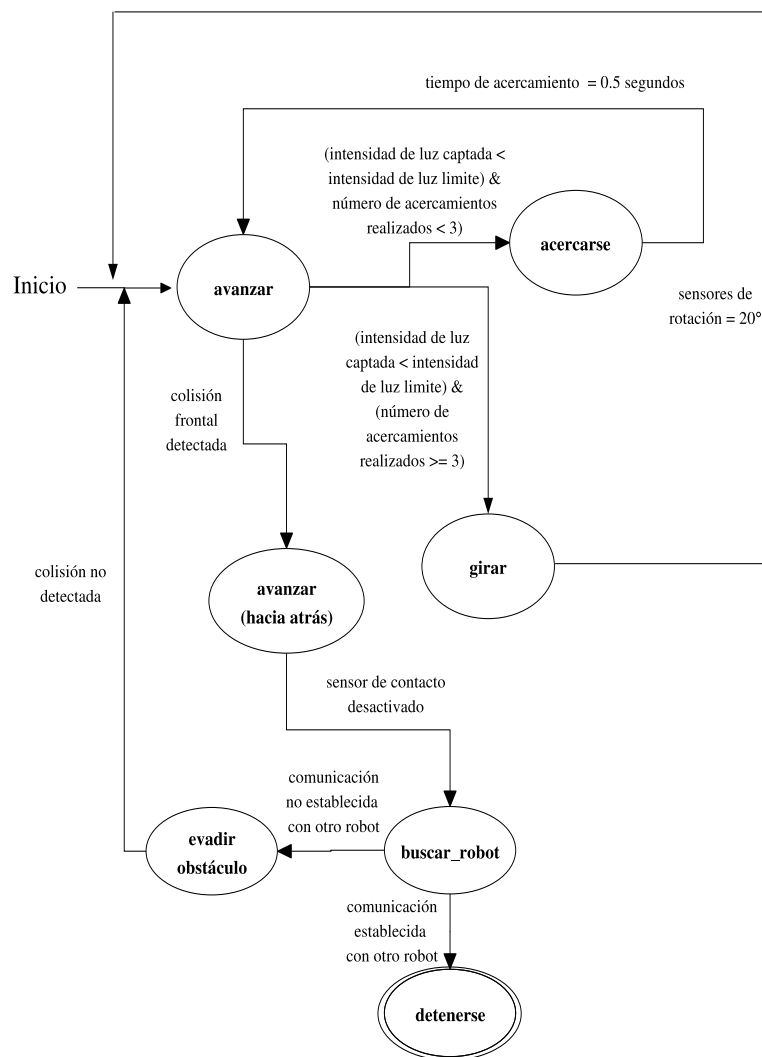 tiempo de acercamiento = 0.5 segundos
(intensidad de luz captada <
intensidad de luz limite) &
número de acercamientos
realizados < 3)
acercarse
Inicio
avanzar
sensores de
rotación = 20°
(intensidad de luz
captada < intensidad
de luz limite) &
(número de
acercamientos
realizados >= 3)
colisión
frontal
detectada
girar
colisión no
detectada
avanzar
(hacia atrás)
sensor de contacto
desactivado
comunicación
no establecida
con otro robot
evadir
obstáculo
buscar_robot
comunicación
establecida
con otro robot
detenerse